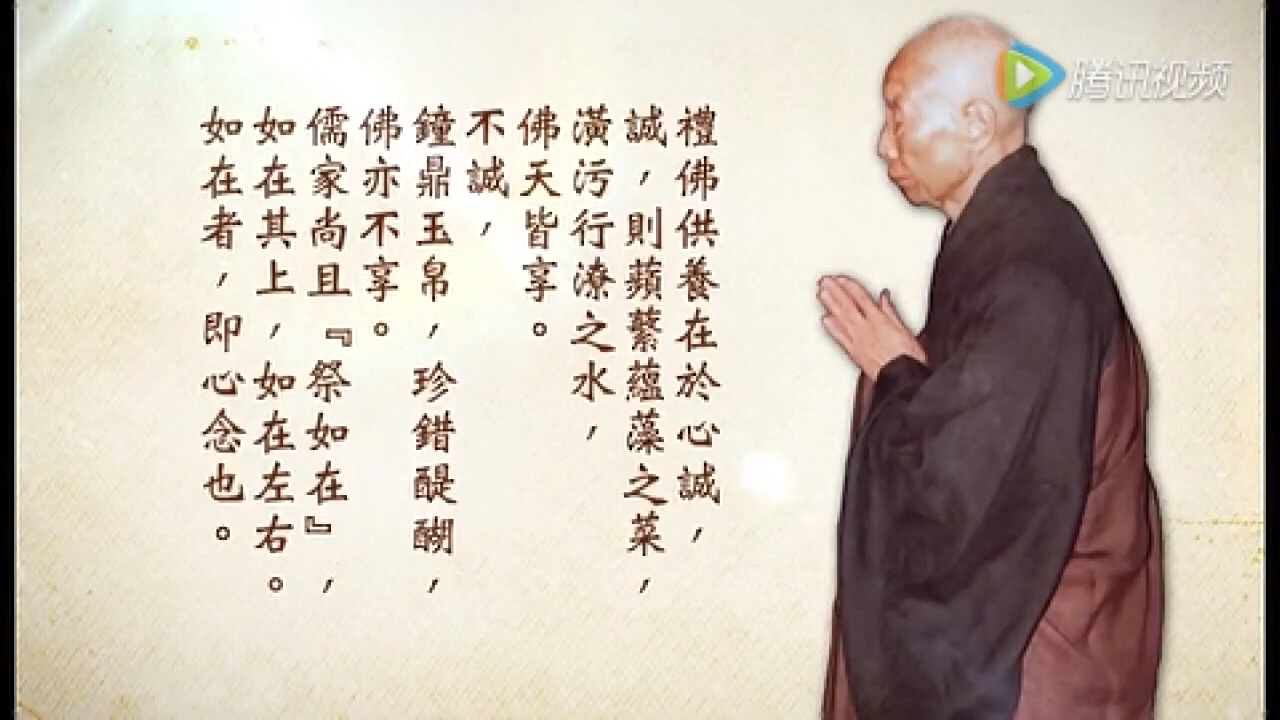 禮佛供養在於心誠，
誠，則蘋蘩蘊藻之菜，
潢污行潦之水，
佛天皆享。
不誠，
鐘鼎玉帛，珍錯醍醐，
佛亦不享。
儒家尚且『祭如在』，
如在其上，如在左右。
如在者，即心念也。
腾讯视频